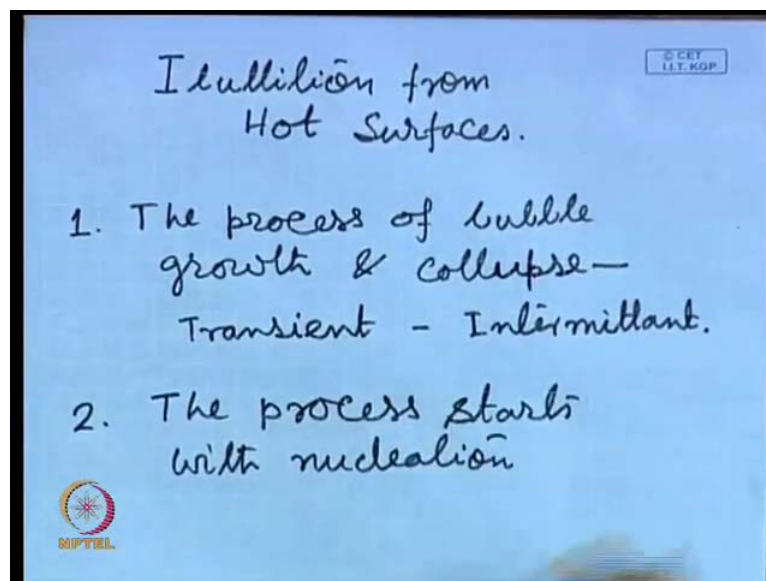 Ebullition from
Hot Surfaces.
© CET
I.I.T. KGP
1. The process of bubble
growth & collapse —
Transient - Intermittant.
2. The process starts
with nucleation
NPTEL